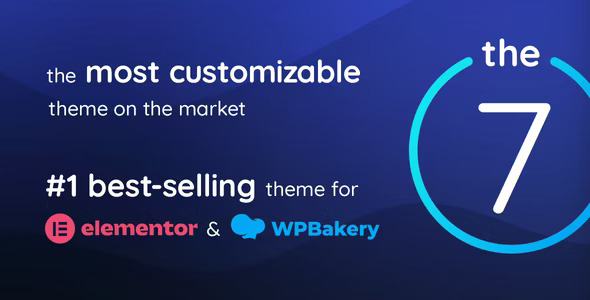 the most customizable
theme on the market
#1 best-selling theme for
elementor & WPBakery
the
7